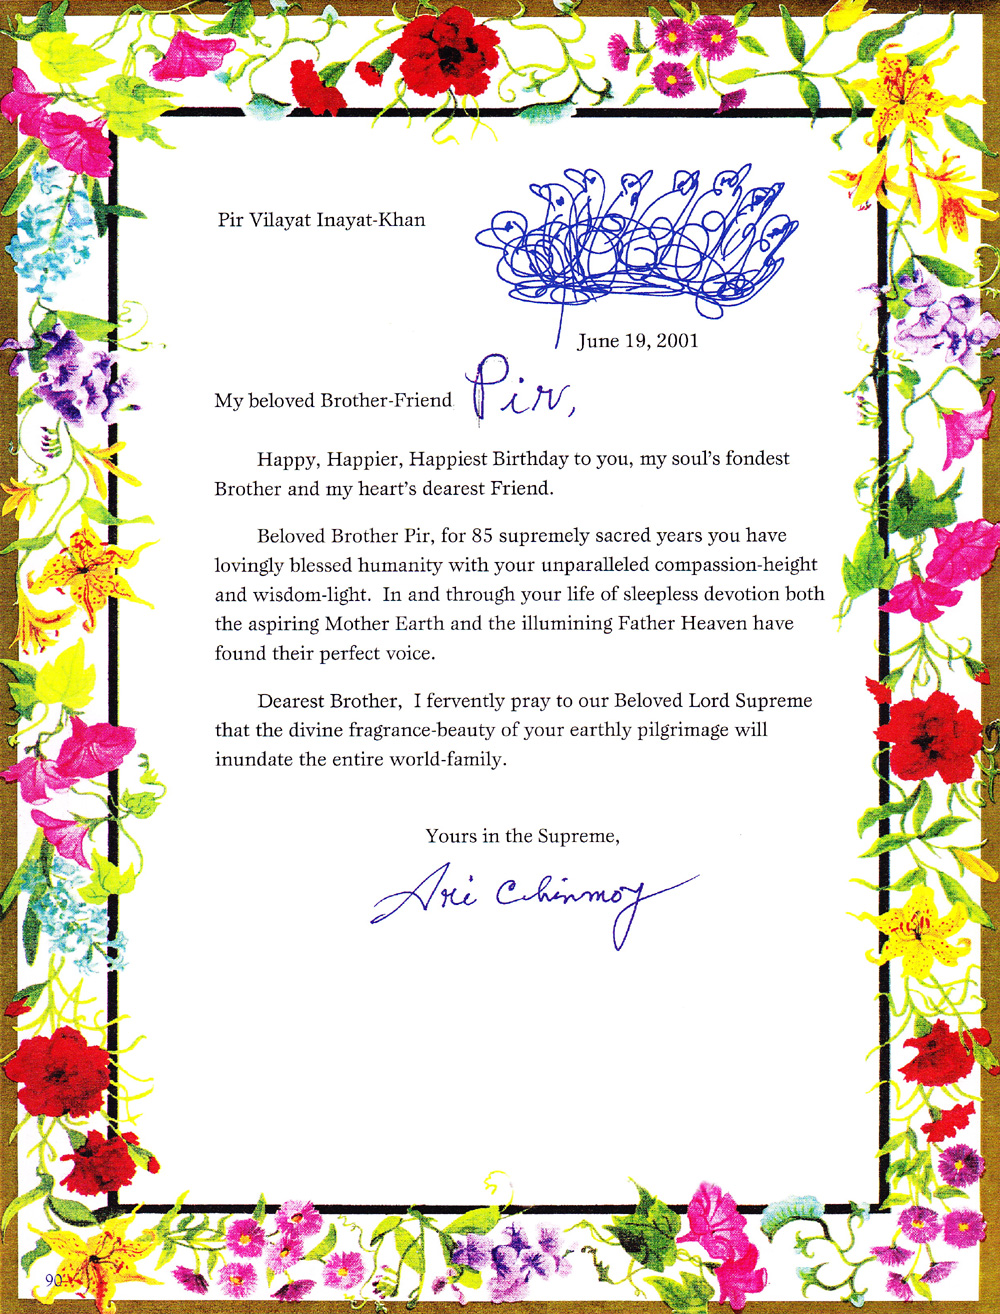 Pir Vilayat Inayat-Khan
June 19, 2001
My beloved Brother-Friend Pir,
Happy, Happier, Happiest Birthday to you, my soul's fondest
Brother and my heart's dearest Friend.
Beloved Brother Pir, for 85 supremely sacred years you have
lovingly blessed humanity with your unparalleled compassion-height
and wisdom-light.  In and through your life of sleepless devotion both
the aspiring Mother Earth and the illumining Father Heaven have
found their perfect voice.
Dearest Brother,  I fervently pray to our Beloved Lord Supreme
that the divine fragrance-beauty of your earthly pilgrimage will
inundate the entire world-family.
Yours in the Supreme,
Sri Chinmoy
90